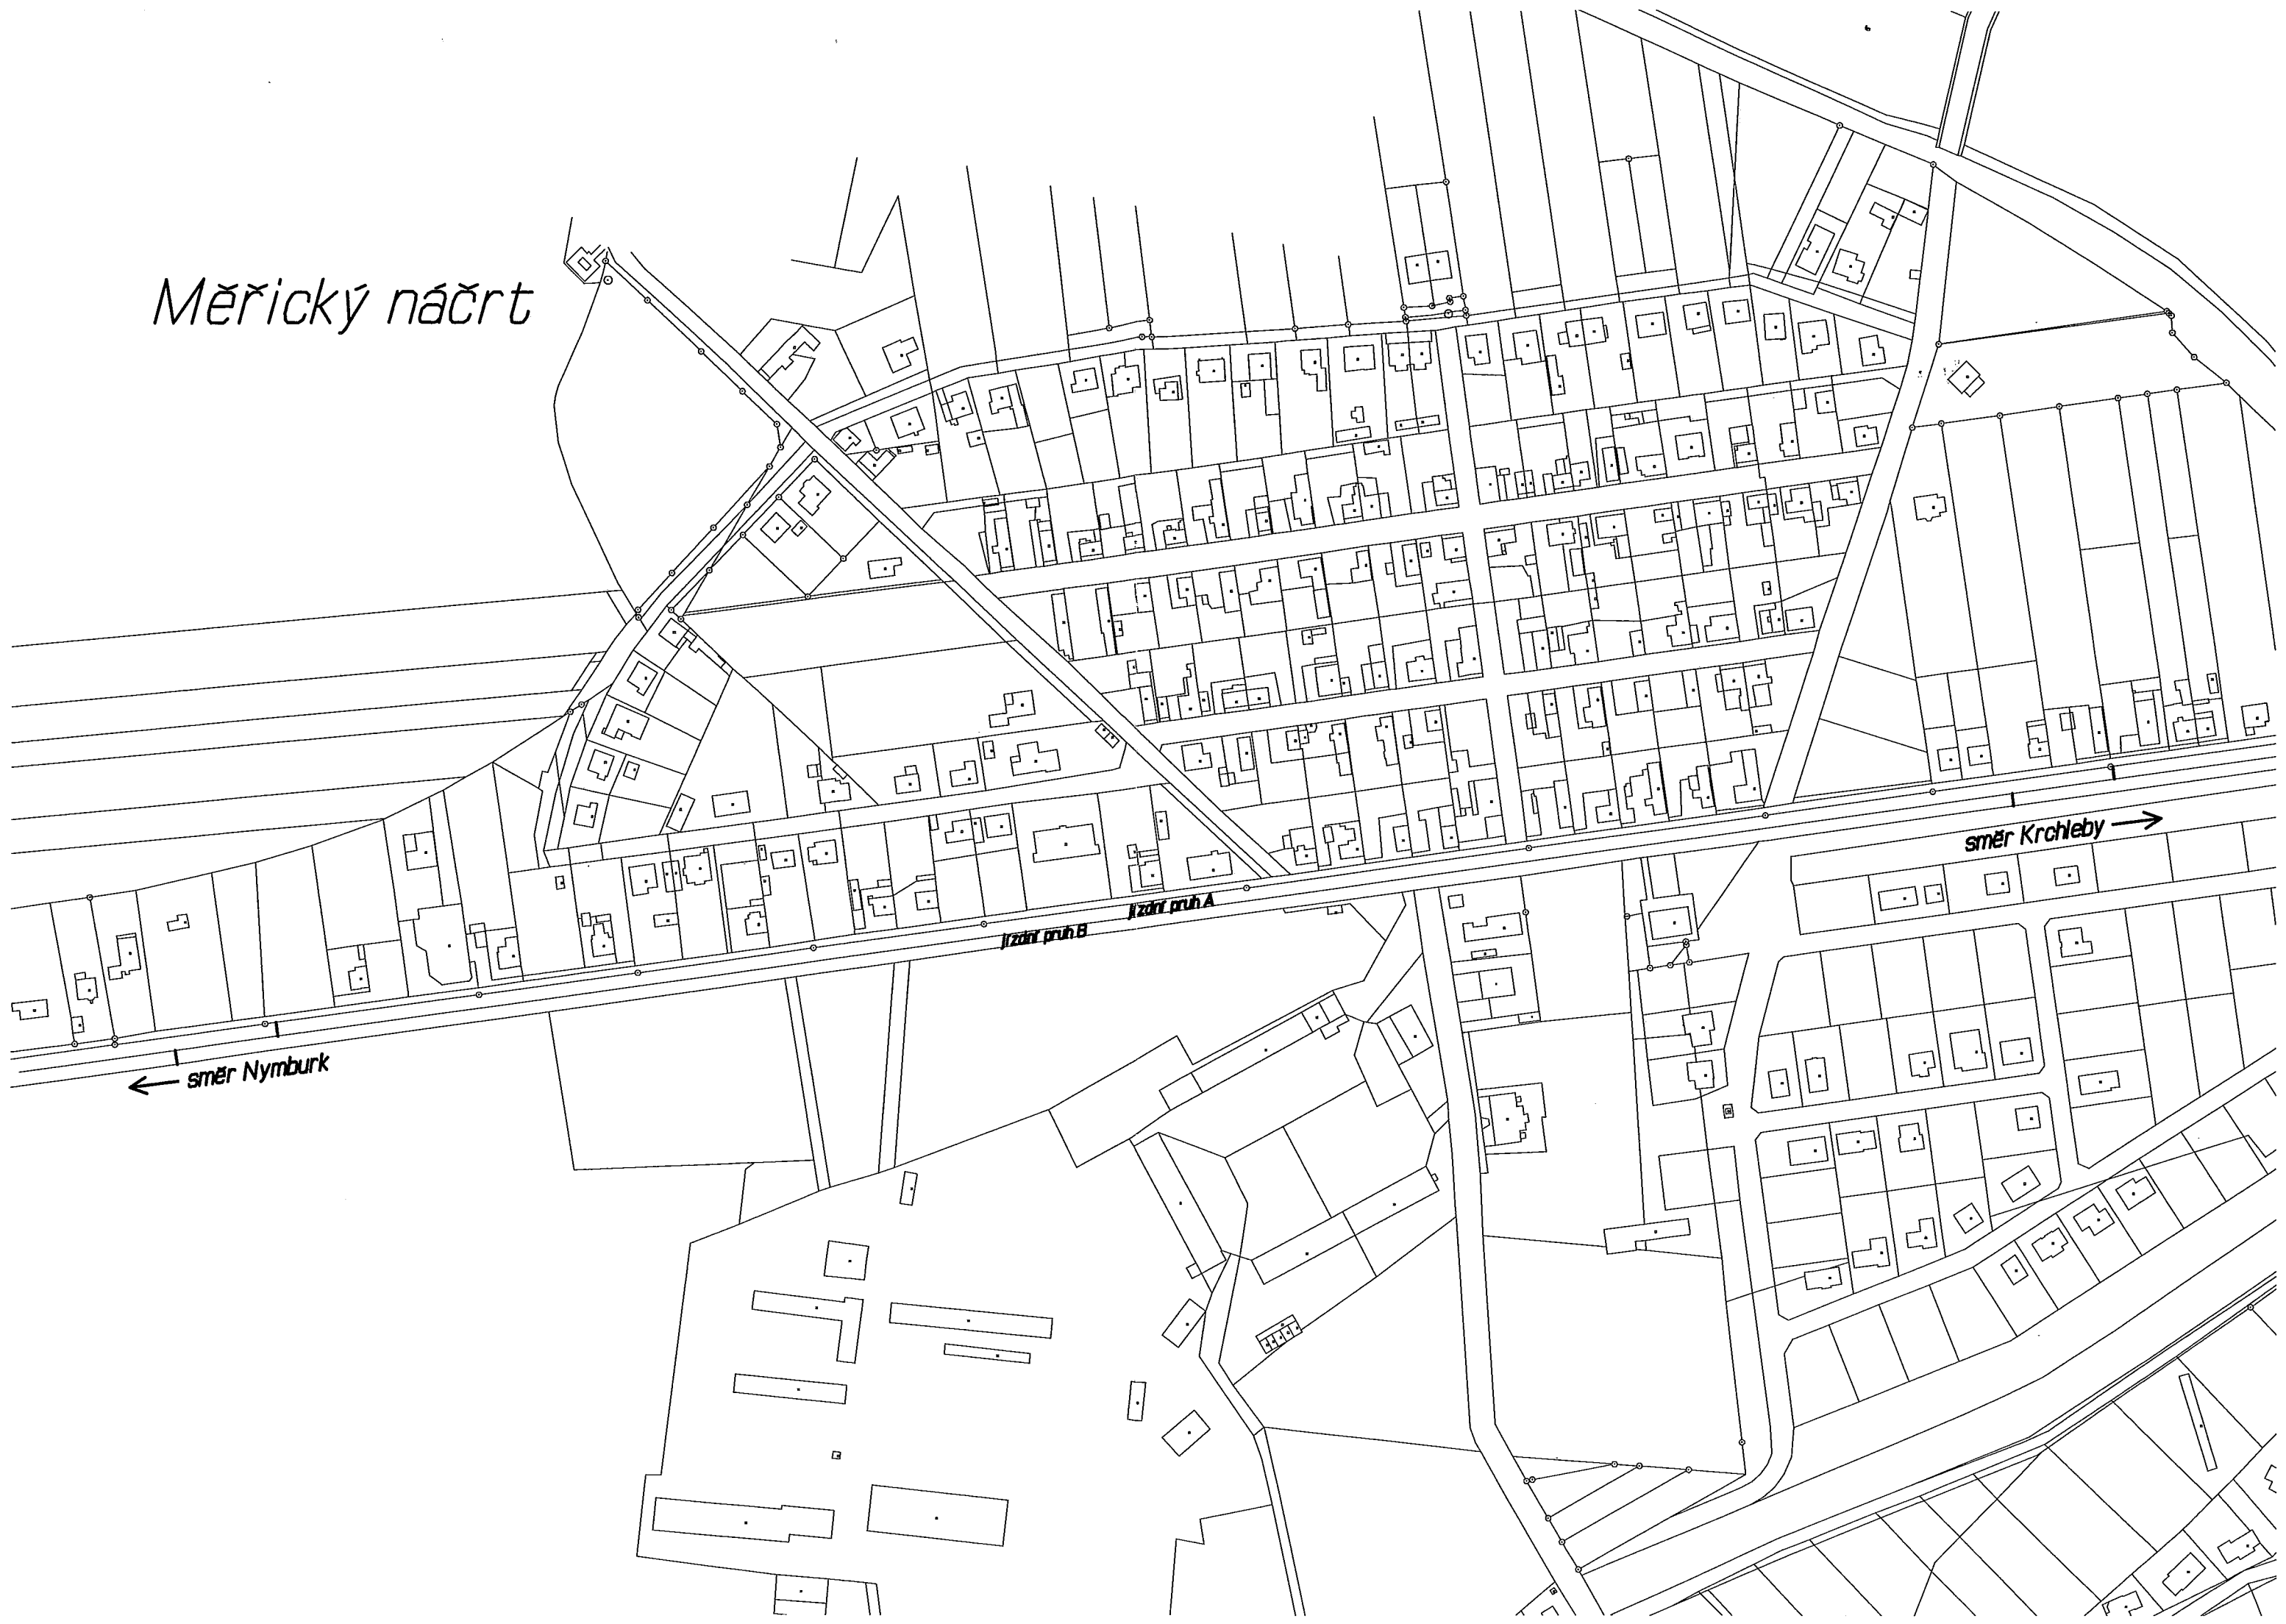 Měřický náčrt
směr Krchleby
jízdní pruh A
jízdní pruh B
směr Nymburk